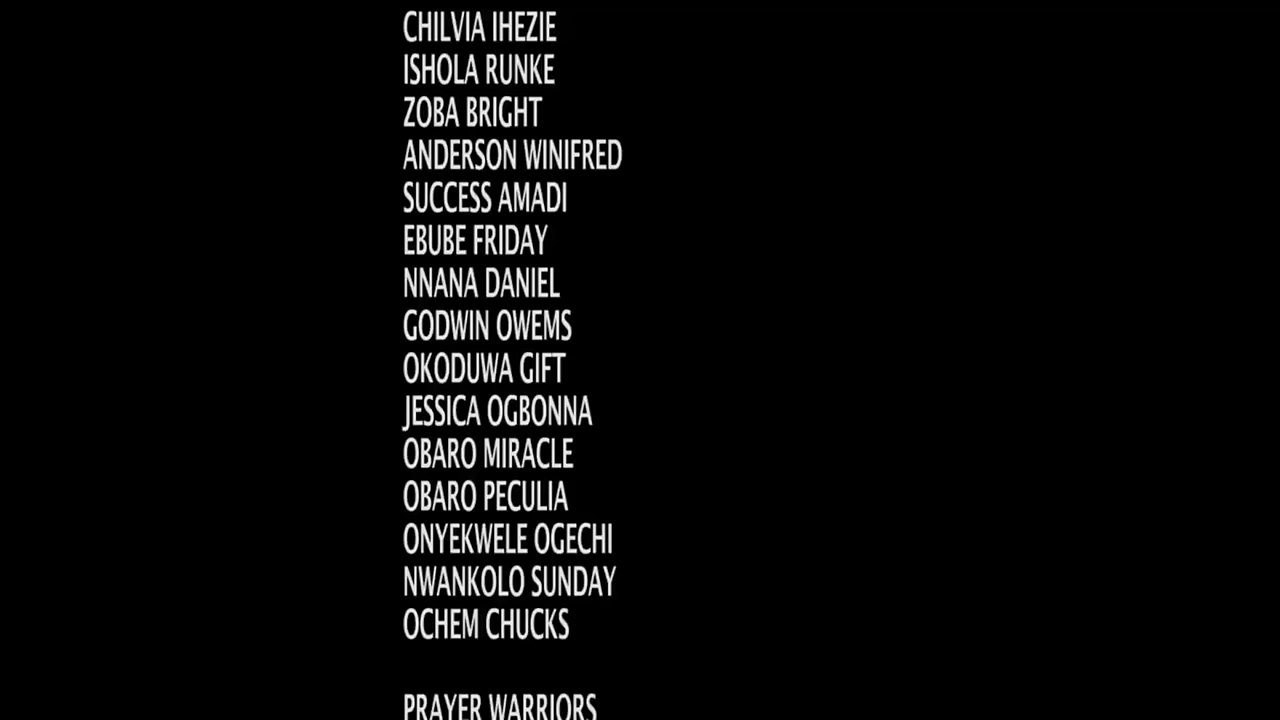 CHILVIA IHEZIE
ISHOLA RUNKE
ZOBA BRIGHT
ANDERSON WINIFRED
SUCCESS AMADI
EBUBE FRIDAY
NNANA DANIEL
GODWIN OWEMS
OKODUWA GIFT
JESSICA OGBONNA
OBARO MIRACLE
OBARO PECULIA
ONYEKWELE OGECHI
NWANKOLO SUNDAY
OCHEM CHUCKS
PRAYER WARRIORS